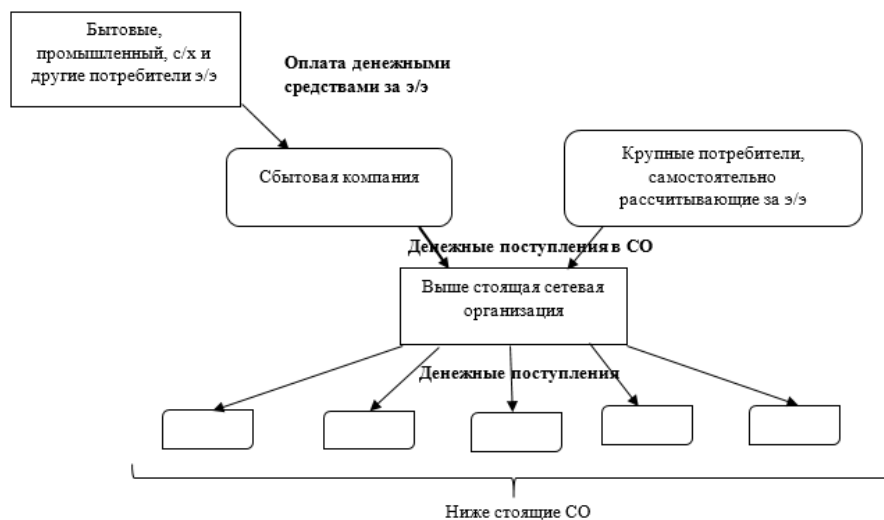 Бытовые,
промышленный, с/х и
другие потребители э/э
Оплата денежными
средствами за э/э
Сбытовая компания
Крупные потребители,
самостоятельно
рассчитывающие за э/э
Денежные поступления в СО
Выше стоящая сетевая
организация
Денежные поступления
Ниже стоящие СО